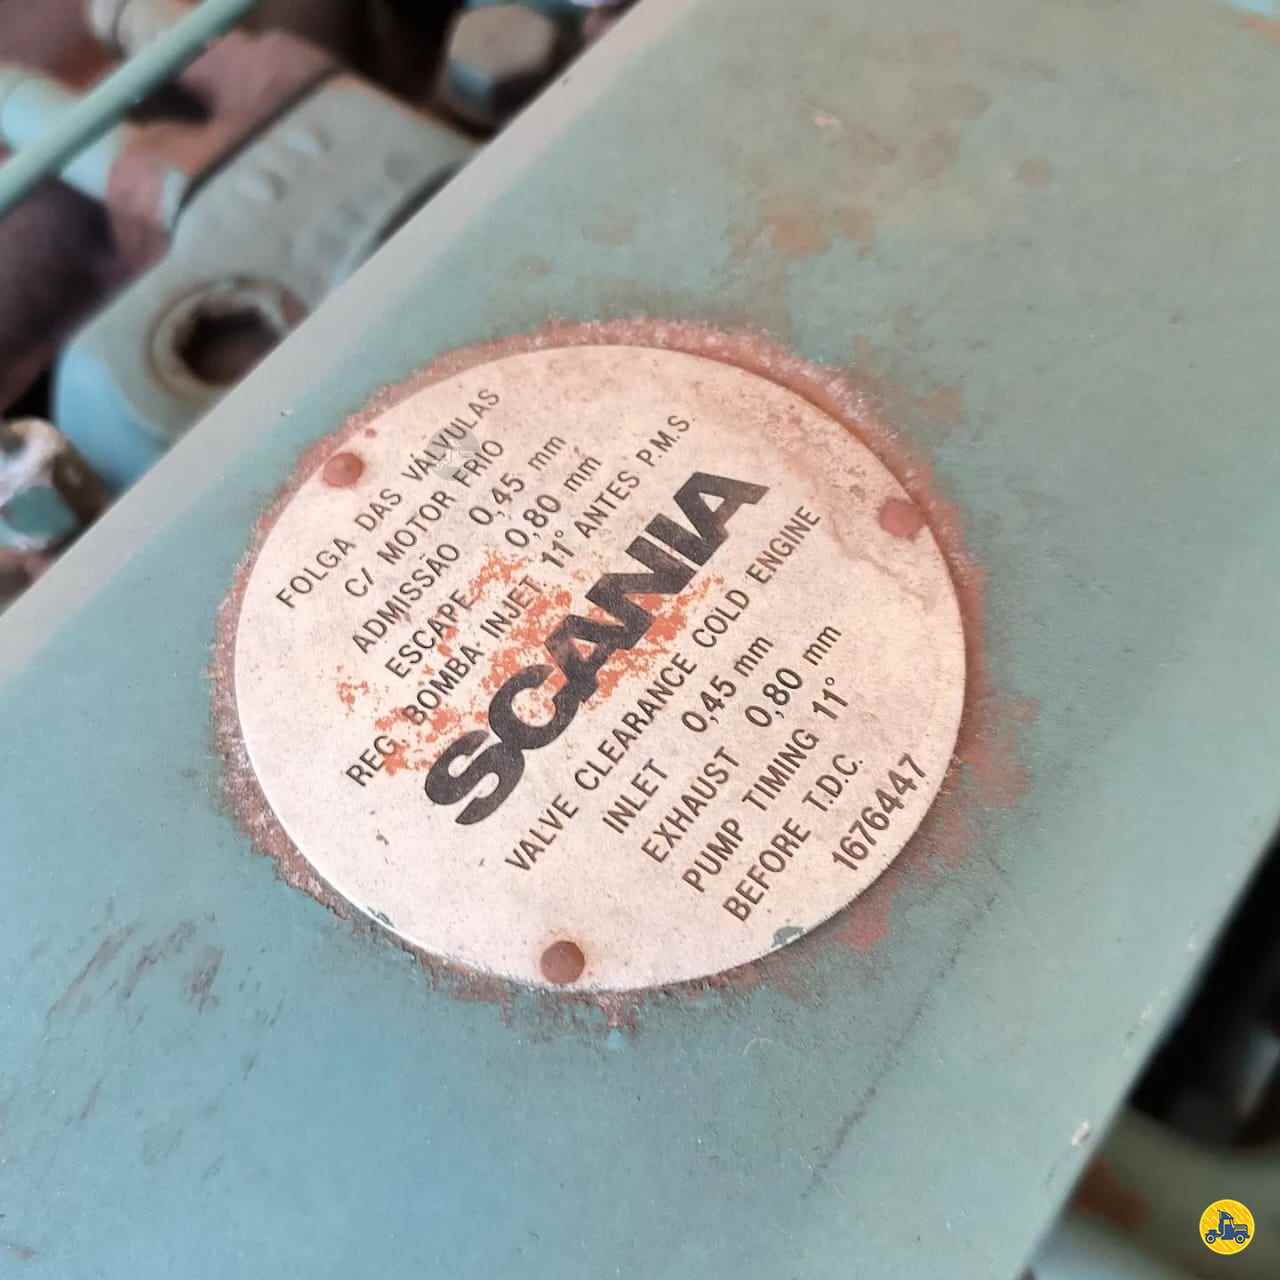 FOLGA DAS VÁLVULAS
C/ MOTOR FRIO
ADMISSÃO 0,45 mm
ESCAPE 0,80 mm
REG. BOMBA INJET 11° ANTES P.M.S.
SCANIA
VALVE CLEARANCE COLD ENGINE
INLET 0,45 mm
EXHAUST 0,80 mm
PUMP TIMING 11°
BEFORE T.D.C.
1676447